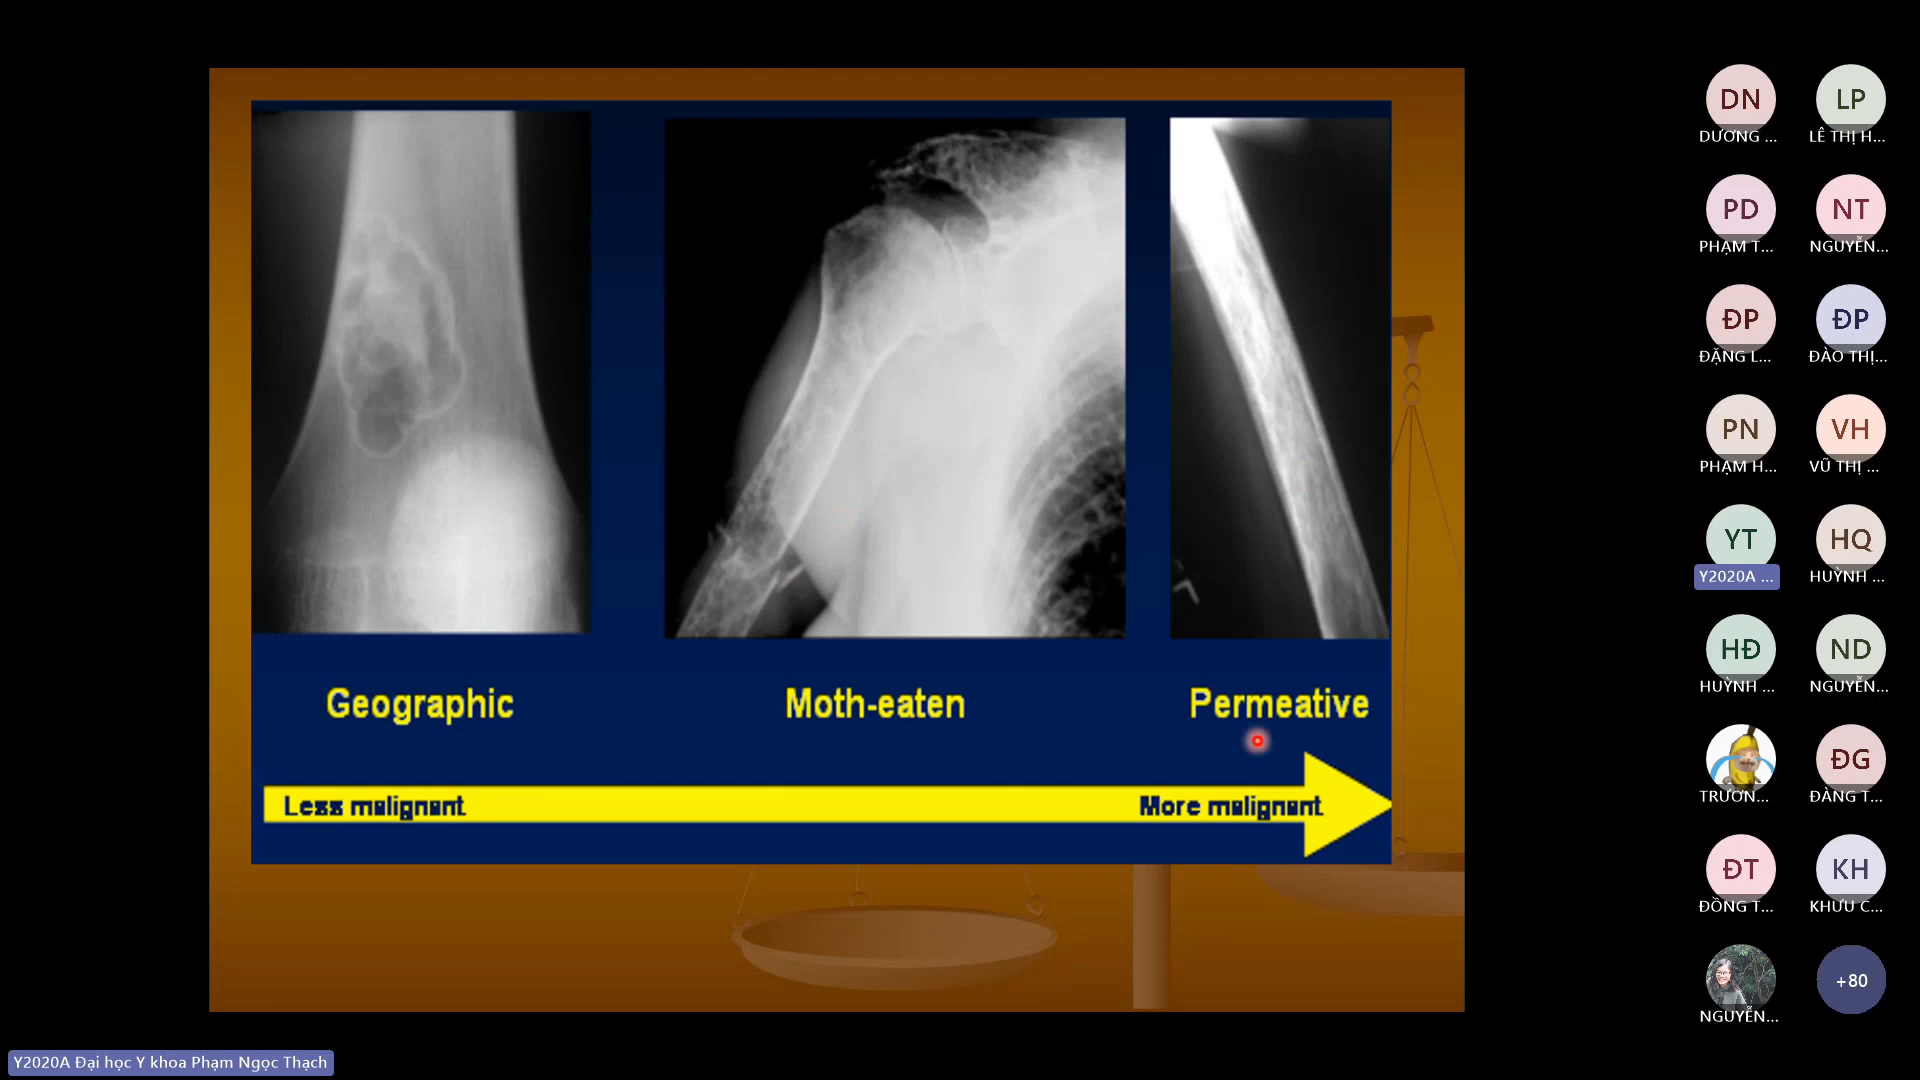 Geographic
Moth-eaten
Permeative
Less malignant
More malignant
DN
LP
DƯƠNG ...
LÊ THỊ H...
PD
NT
PHẠM T...
NGUYỄN...
ĐP
ĐP
ĐẶNG L...
ĐÀO THỊ...
PN
VH
PHẠM H...
VŨ THỊ ...
YT
HQ
Y2020A ...
HUỲNH ...
HĐ
ND
HUỲNH ...
NGUYỄN...
ĐG
TRƯƠN...
ĐÀNG T...
ĐT
KH
ĐỒNG T...
KHƯU C...
+80
NGUYỄN...
Y2020A Đại học Y khoa Phạm Ngọc Thạch